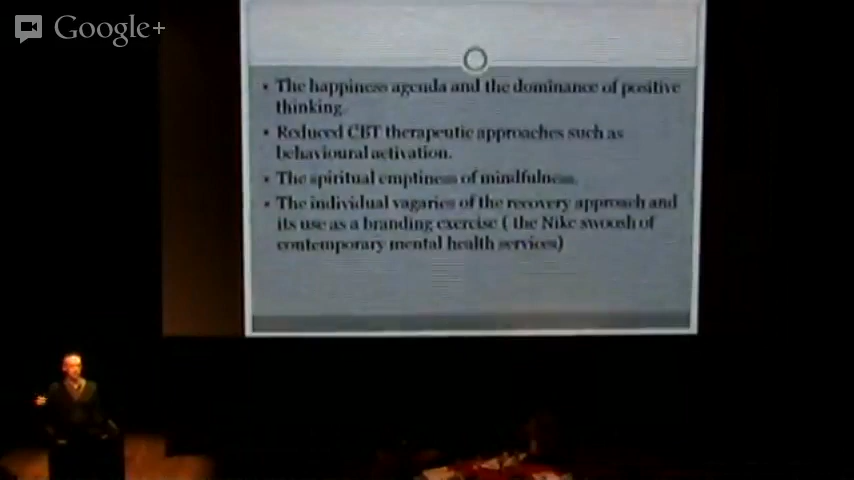 Google+
• The happiness agenda and the dominance of positive
thinking.
• Reduced CBT therapeutic approaches such as
behavioural activation.
• The spiritual emptiness of mindfulness.
• The individual vagaries of the recovery approach and
its use as a branding exercise ( the Nike swoosh of
contemporary mental health services)